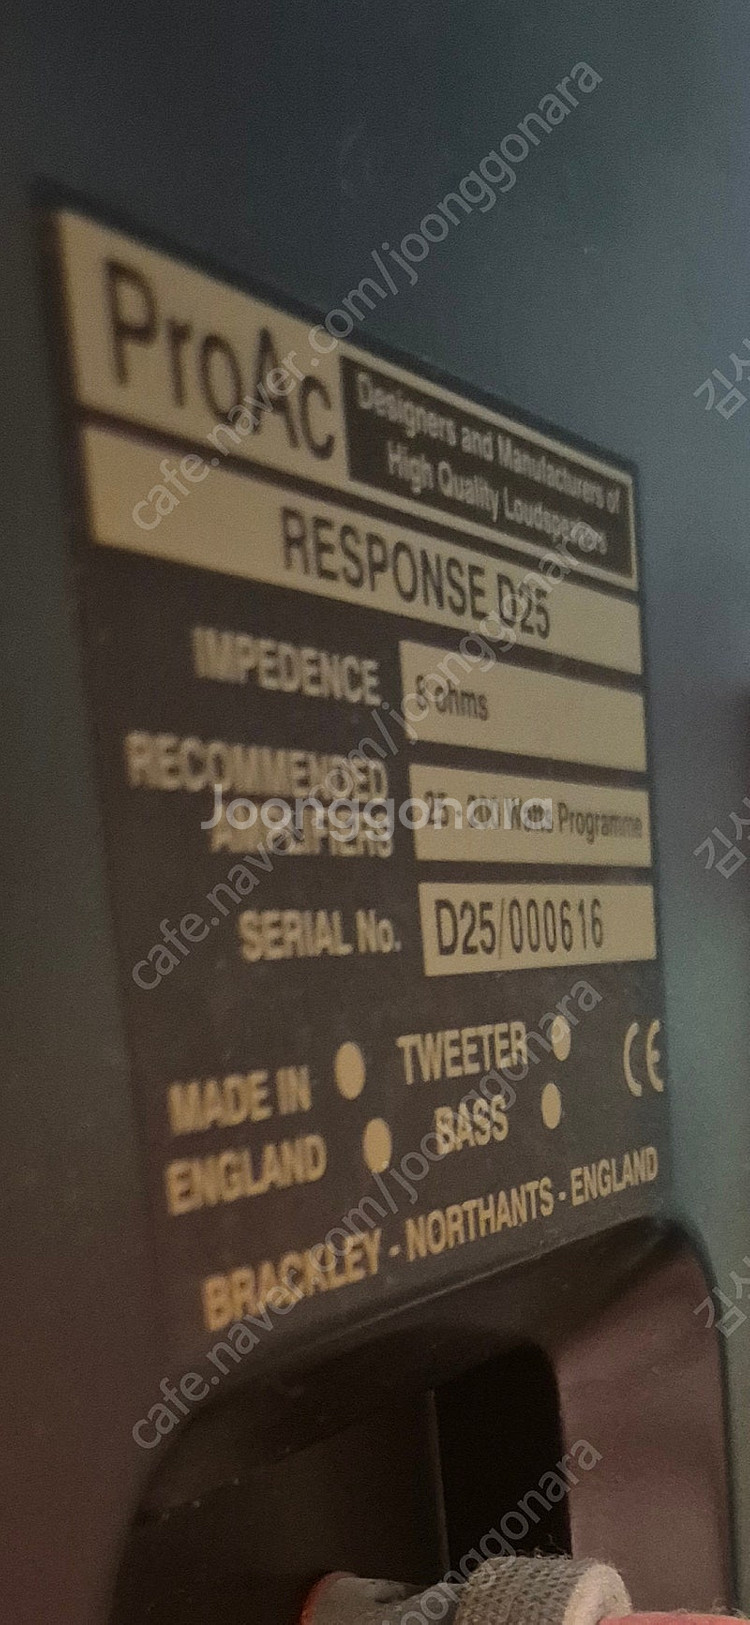 ProAc
Designers and Manufacturers of
High Quality Loudspeakers
RESPONSE D25
IMPEDENCE
8 ohms
RECOMMENDED
AMPLIFIERS
25 - Watts Programme
SERIAL No.
D25/000616
MADE IN
ENGLAND
TWEETER
BASS
CE
BRACKLEY - NORTHANTS - ENGLAND
Joonggonara
cafe.naver.com/joonggonara
cafe.naver.com/joonggonara
cafe.naver.com/joonggonara
joonggonara